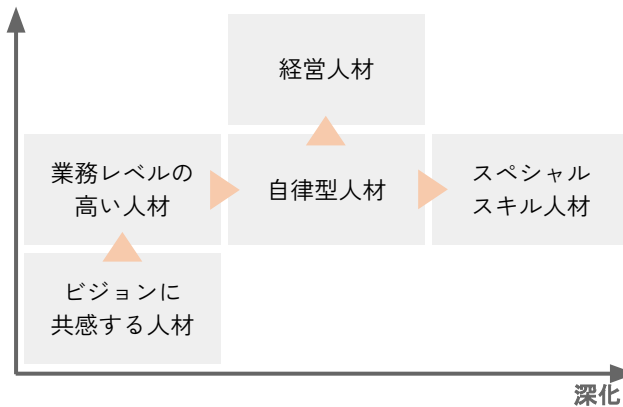 経営人材
業務レベルの
高い人材
自律型人材
スペシャル
スキル人材
ビジョンに
共感する人材
深化